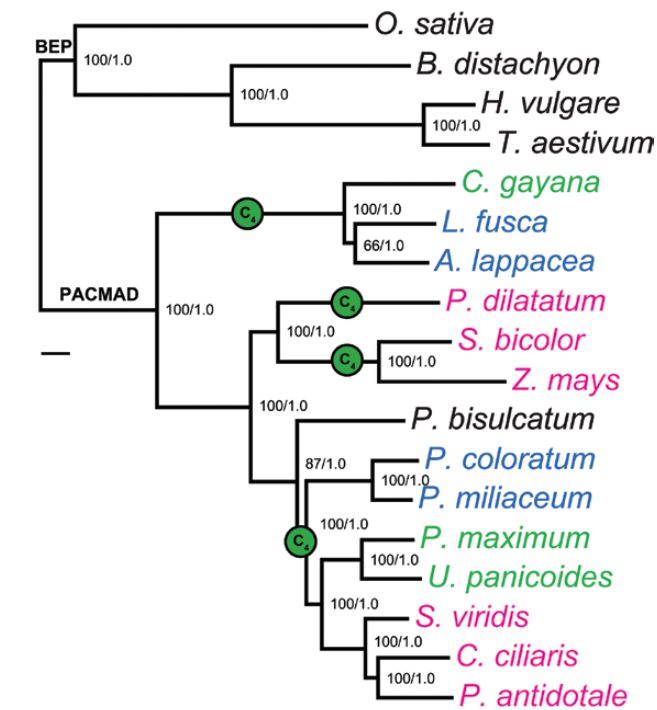 O. sativa
BEP
100/1.0
B. distachyon
100/1.0
H. vulgare
100/1.0
T. aestivum
C. gayana
C4
100/1.0
L. fusca
66/1.0
A. lappacea
PACMAD
100/1.0
C4
P. dilatatum
100/1.0
S. bicolor
C4
100/1.0
Z. mays
100/1.0
P. bisulcatum
87/1.0
P. coloratum
100/1.0
P. miliaceum
100/1.0
C4
P. maximum
100/1.0
U. panicoides
100/1.0
S. viridis
100/1.0
C. ciliaris
100/1.0
P. antidotale